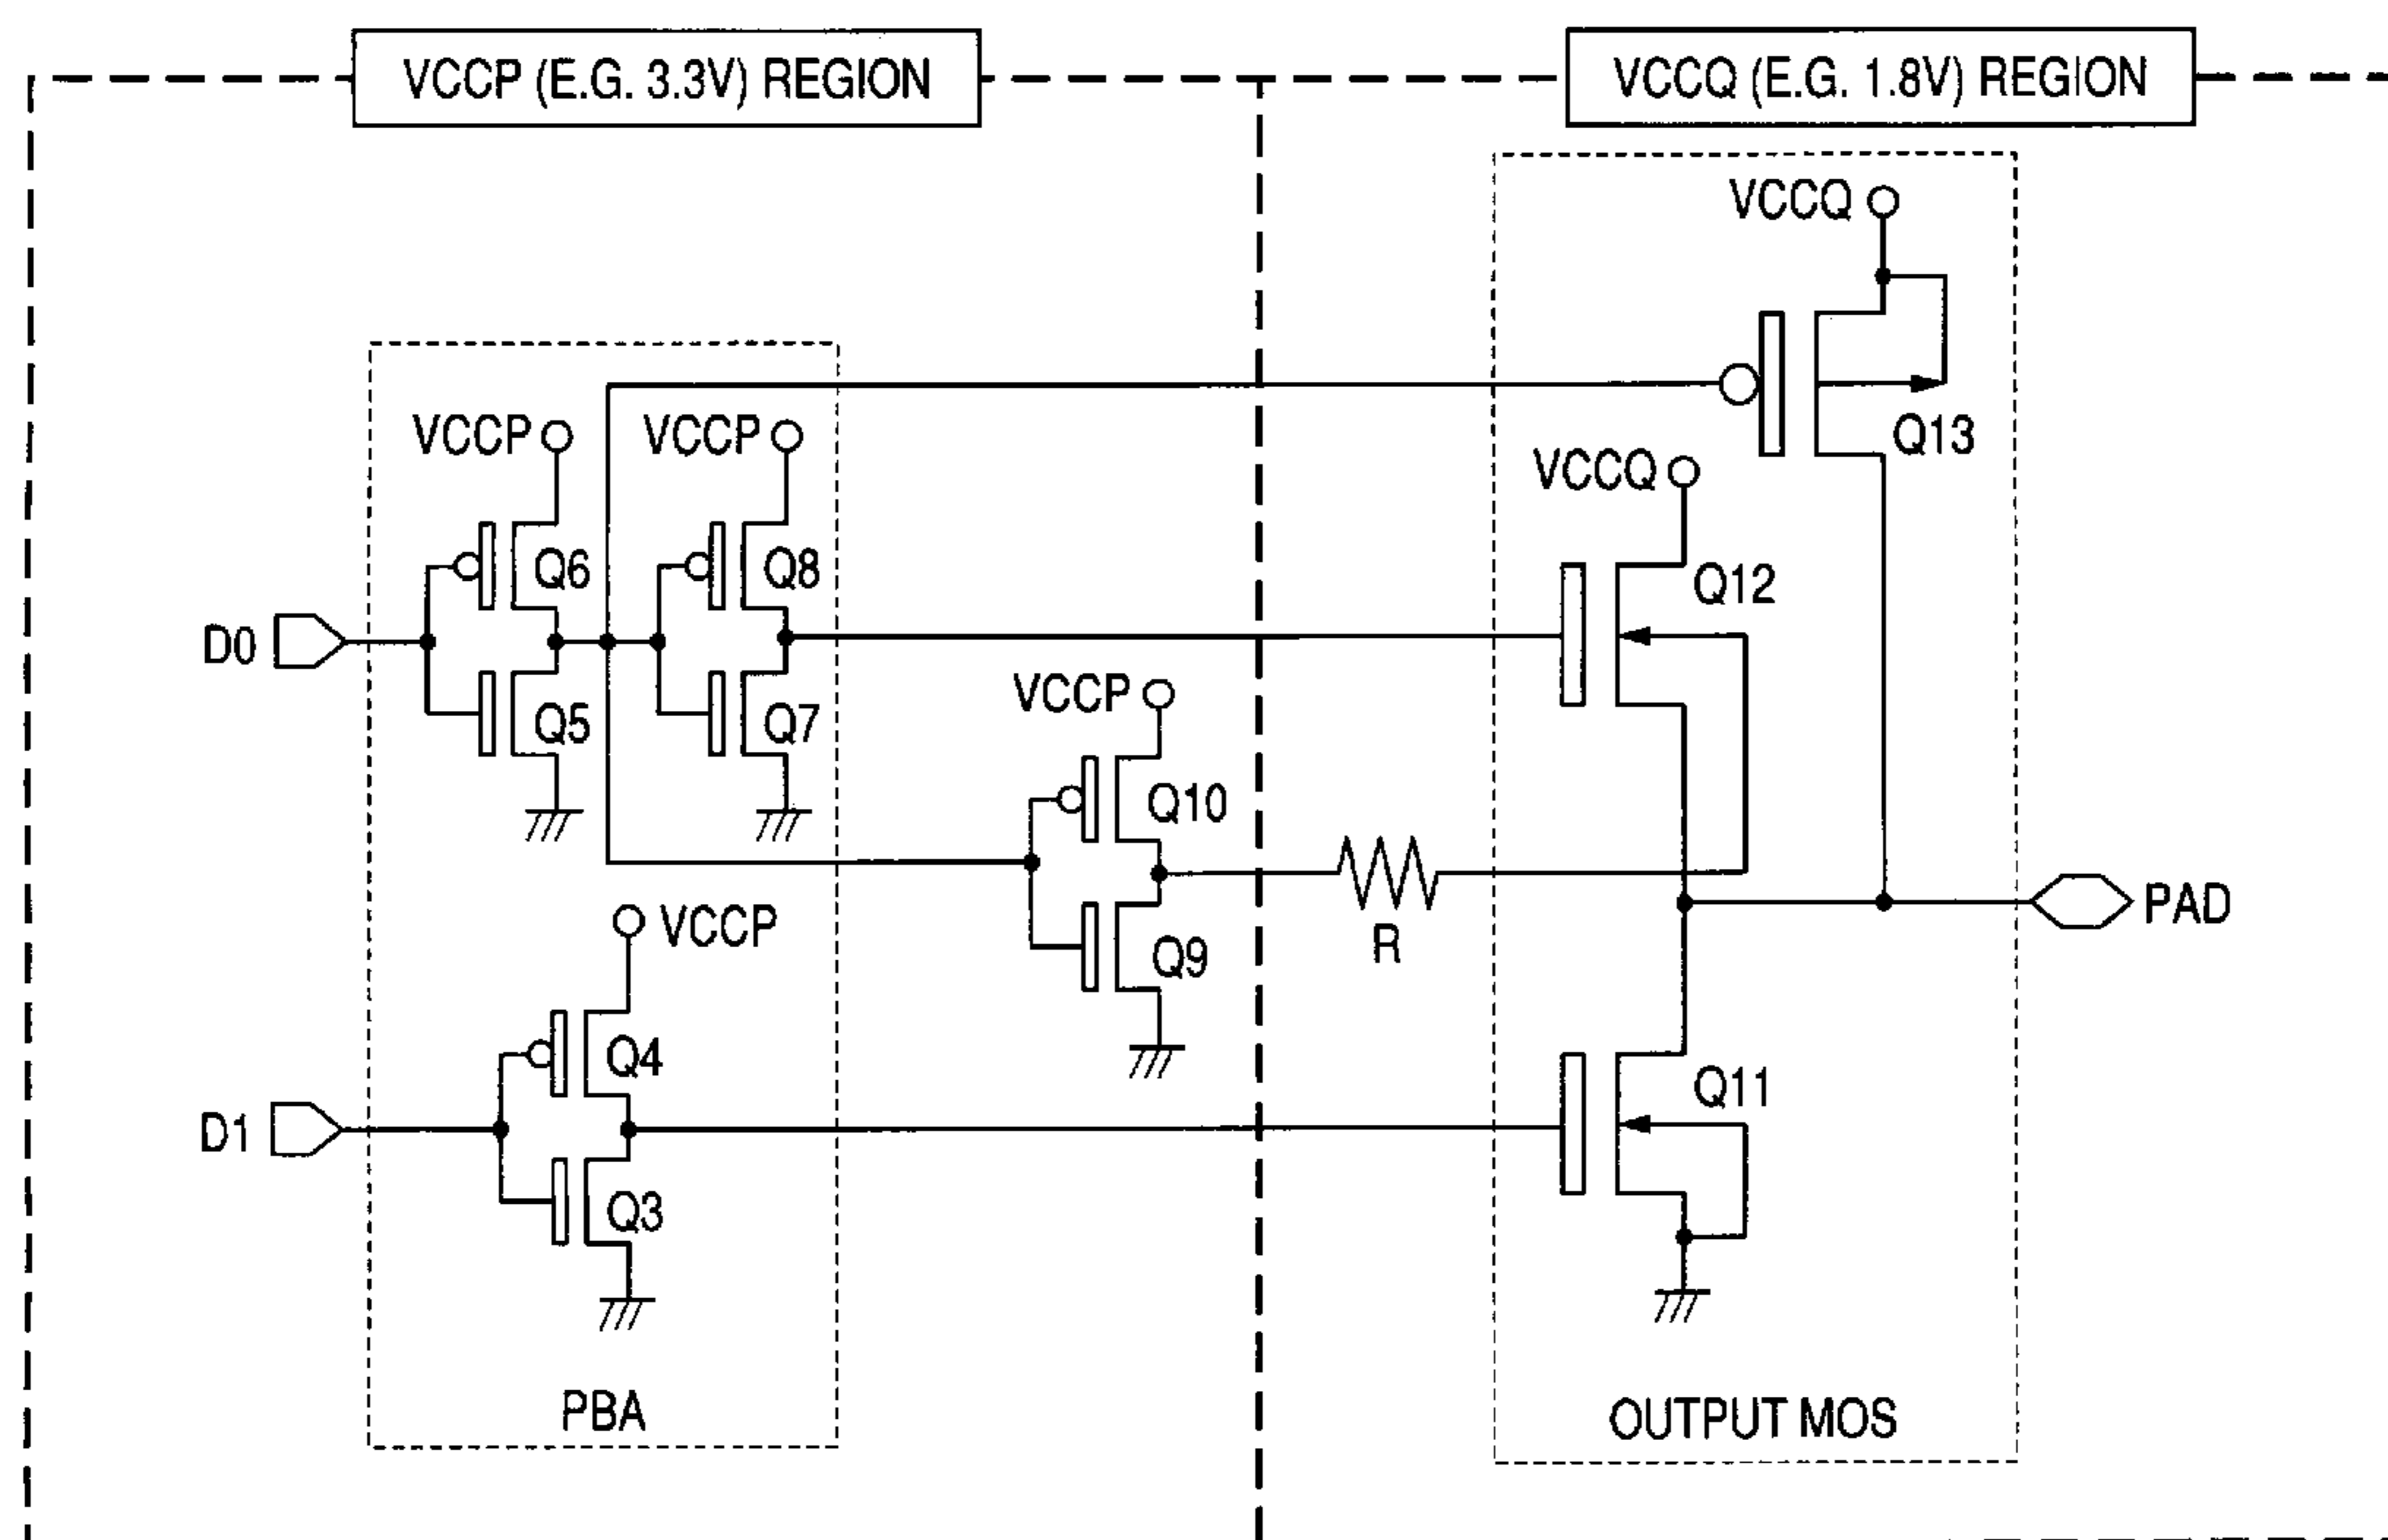 VCCP (E.G. 3.3V) REGION
VCCQ (E.G. 1.8V) REGION
VCCQ
VCCP
VCCP
Q13
VCCQ
Q6
Q8
Q12
D0
VCCP
Q5
Q7
Q10
VCCP
PAD
R
Q9
Q4
Q11
D1
Q3
PBA
OUTPUT MOS